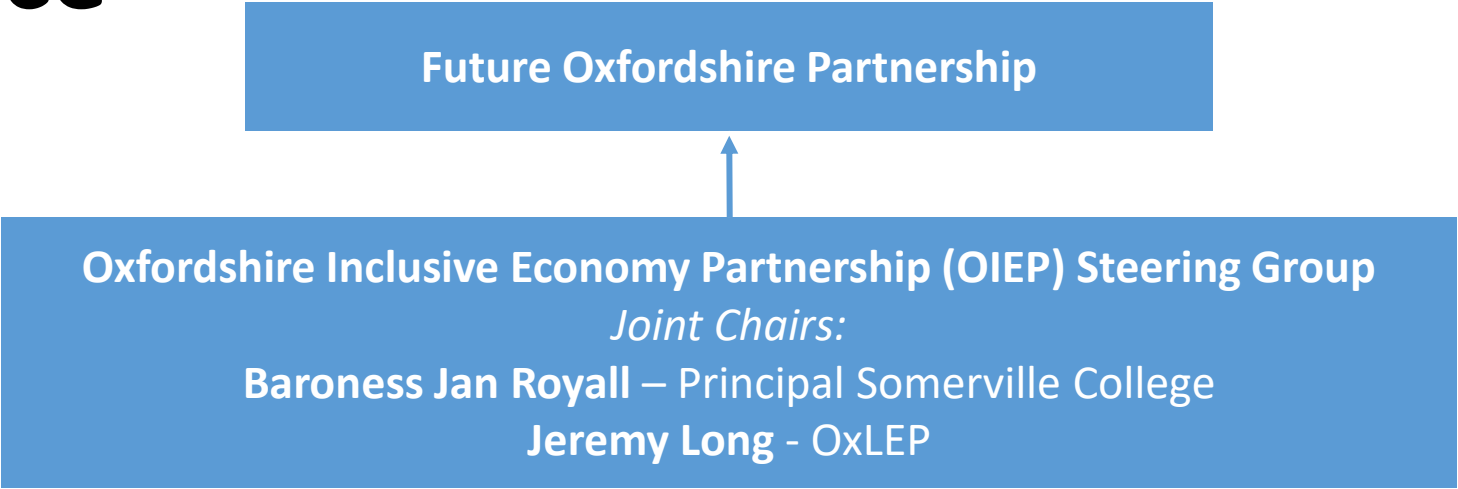 Future Oxfordshire Partnership
Oxfordshire Inclusive Economy Partnership (OIEP) Steering Group
Joint Chairs:
Baroness Jan Royall – Principal Somerville College
Jeremy Long - OxLEP